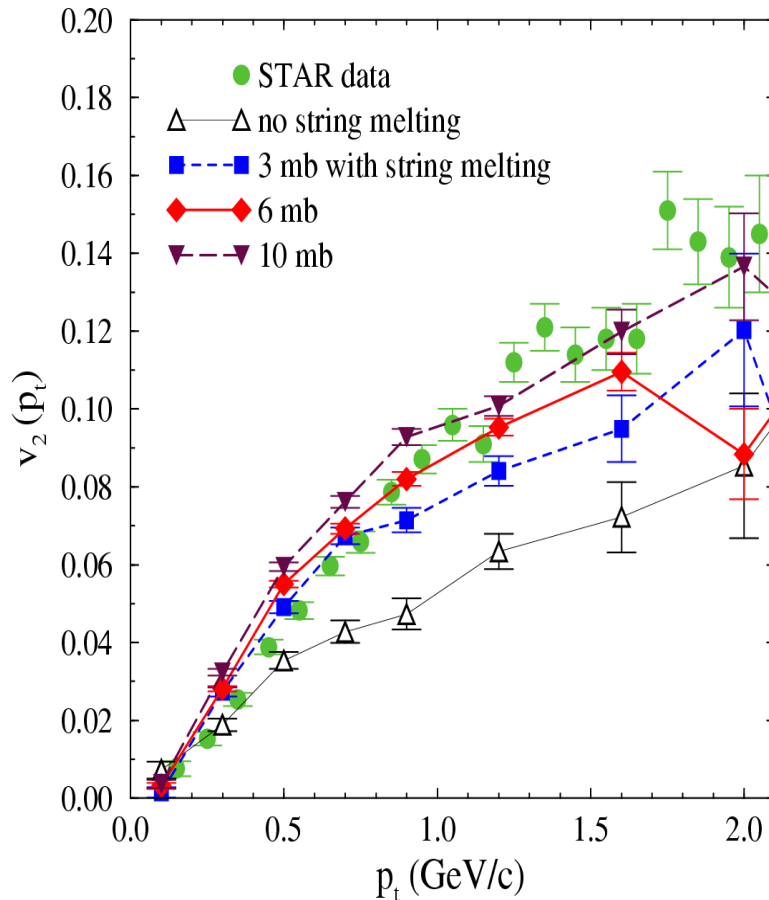 0.20
0.18
0.16
0.14
0.12
0.10
0.08
0.06
0.04
0.02
0.00
v2 (pt)
STAR data
no string melting
3 mb with string melting
6 mb
10 mb
0.0 0.5 1.0 1.5 2.0
pt (GeV/c)